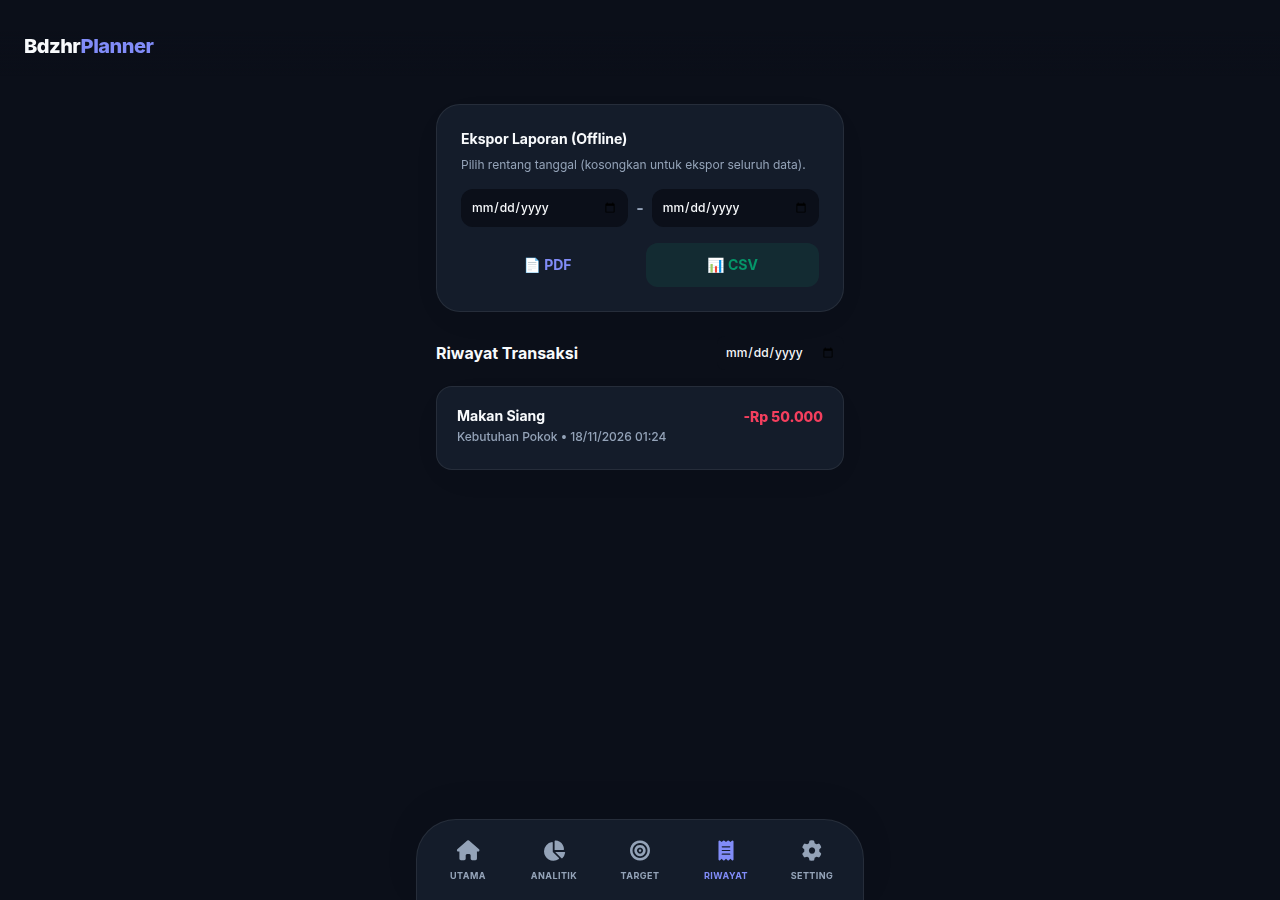 BdzhrPlanner
Ekspor Laporan (Offline)
Pilih rentang tanggal (kosongkan untuk ekspor seluruh data).
mm/dd/yyyy - mm/dd/yyyy
📄 PDF 📊 CSV
Riwayat Transaksi mm/dd/yyyy
Makan Siang -Rp 50.000
Kebutuhan Pokok • 18/11/2026 01:24
UTAMA ANALITIK TARGET RIWAYAT SETTING